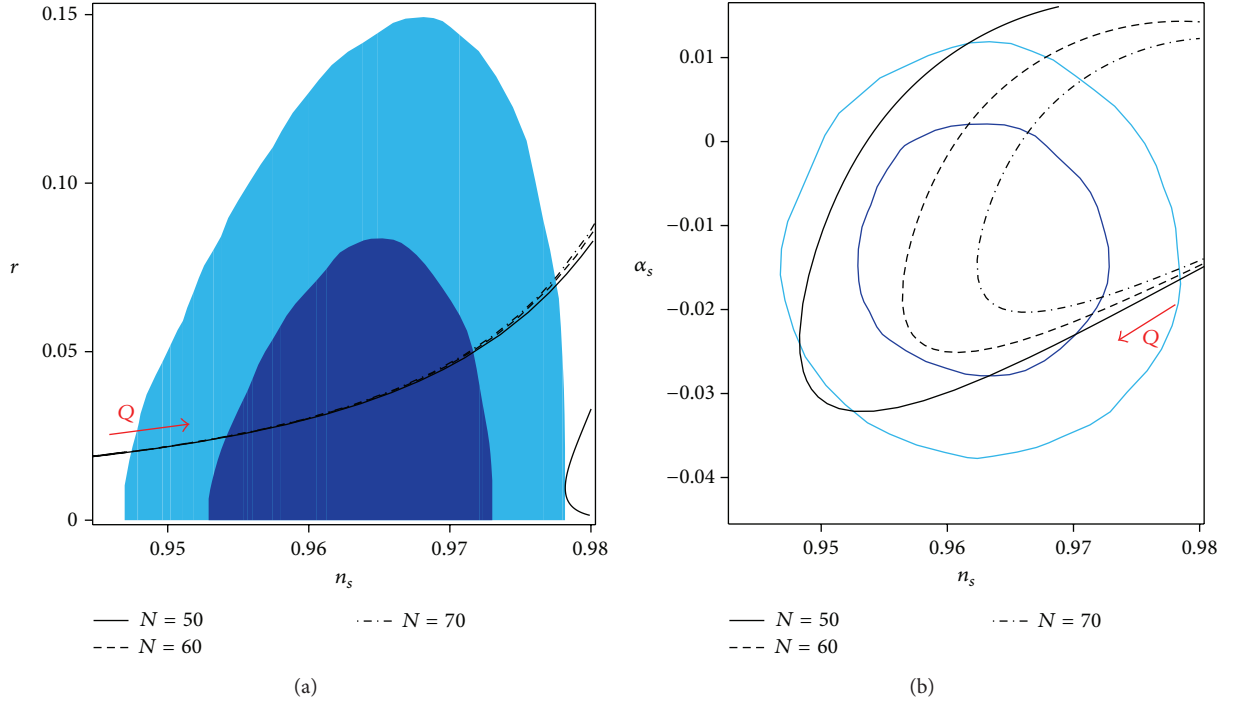 0.15
0.10
0.05
0
r
Q
0.95
0.96
0.97
0.98
n_s
N = 50
N = 60
N = 70
(a)
0.01
0
−0.01
−0.02
−0.03
−0.04
α_s
Q
0.95
0.96
0.97
0.98
n_s
N = 50
N = 60
N = 70
(b)